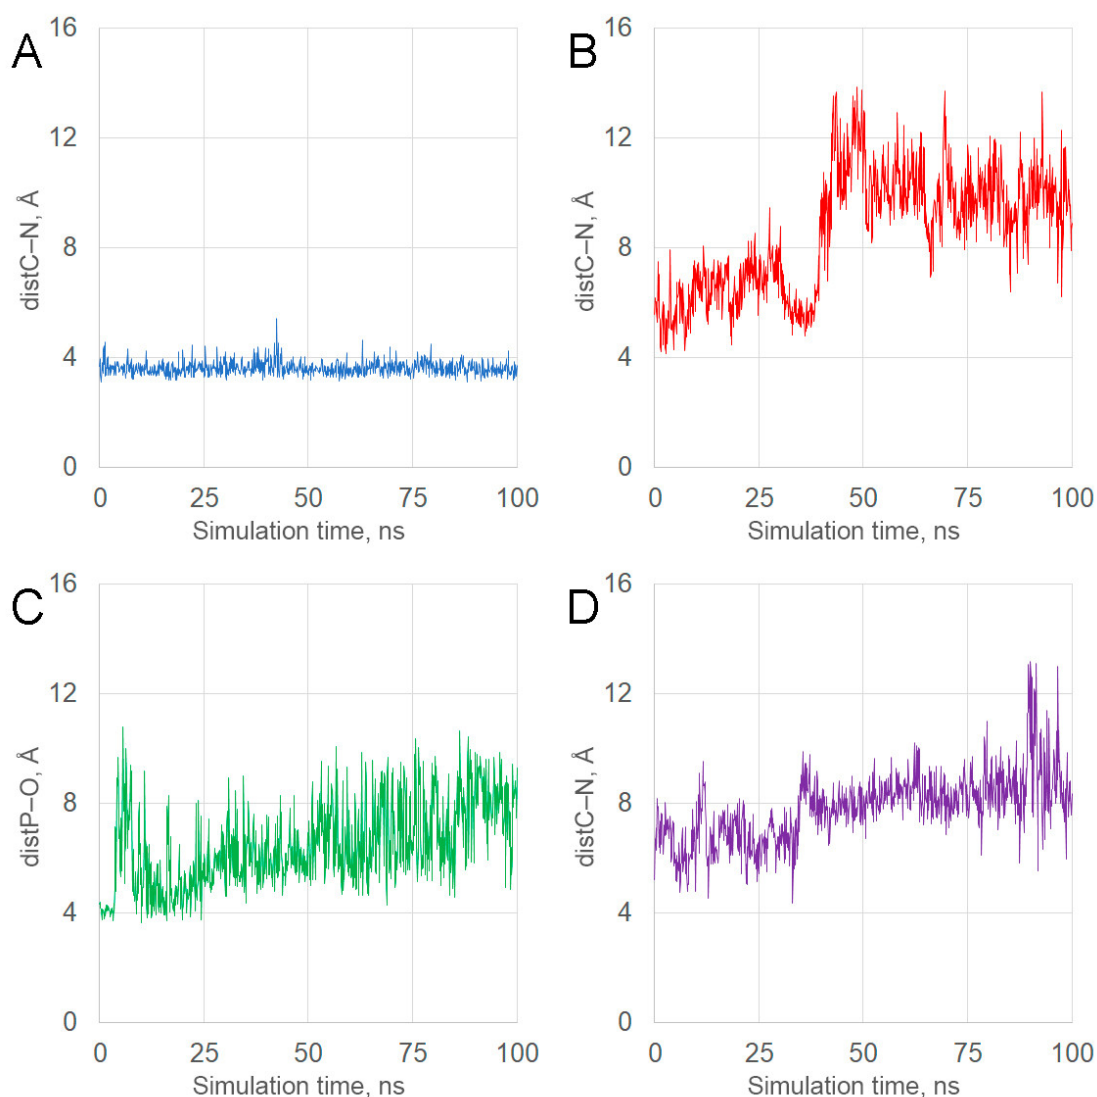 A
16
12
8
4
0
distC–N, Å
0 25 50 75 100
Simulation time, ns
B
16
12
8
4
0
distC–N, Å
0 25 50 75 100
Simulation time, ns
C
16
12
8
4
0
distP–O, Å
0 25 50 75 100
Simulation time, ns
D
16
12
8
4
0
distC–N, Å
0 25 50 75 100
Simulation time, ns